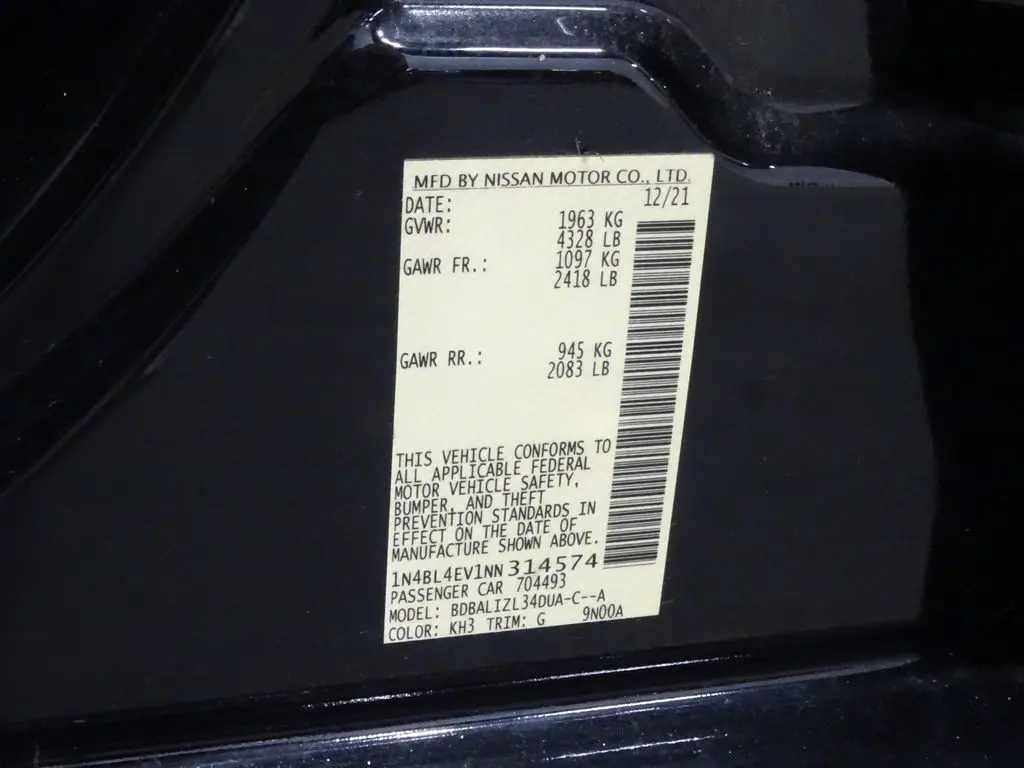 MFD BY NISSAN MOTOR CO., LTD.
DATE: 12/21
GVWR: 1963 KG
4328 LB
GAWR FR.: 1097 KG
2418 LB
GAWR RR.: 945 KG
2083 LB
THIS VEHICLE CONFORMS TO
ALL APPLICABLE FEDERAL
MOTOR VEHICLE SAFETY,
BUMPER, AND THEFT
PREVENTION STANDARDS IN
EFFECT ON THE DATE OF
MANUFACTURE SHOWN ABOVE.
1N4BL4EV1NN314574
PASSENGER CAR 704493
MODEL: BDBALIZL34DUA-C--A
COLOR: KH3 TRIM: G 9N00A